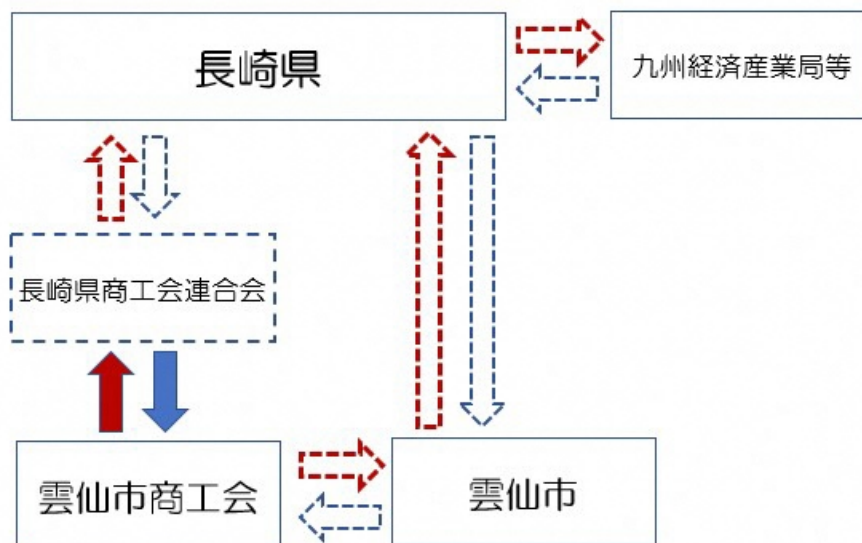 長崎県
九州経済産業局等
長崎県商工会連合会
雲仙市商工会
雲仙市